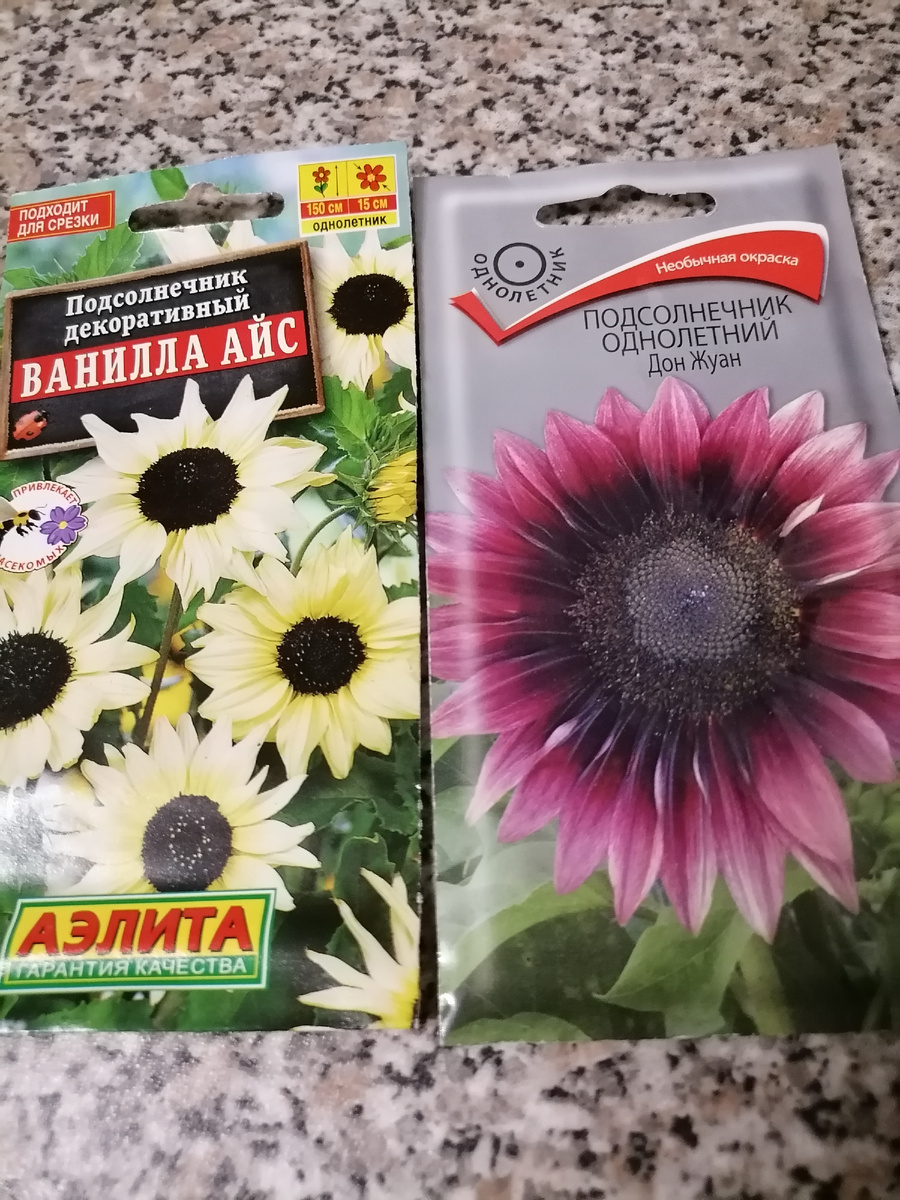 ПОДХОДИТ
ДЛЯ СРЕЗКИ
150 см 15 см
однолетник
Подсолнечник
декоративный
ВАНИЛЛА АЙС
ПРИВЛЕКАЕТ
АСЕКОМЫХ
АЭЛИТА
ГАРАНТИЯ КАЧЕСТВА
ОДНОЛЕТНИК
Необычная окраска
ПОДСОЛНЕЧНИК
ОДНОЛЕТНИЙ
Дон Жуан